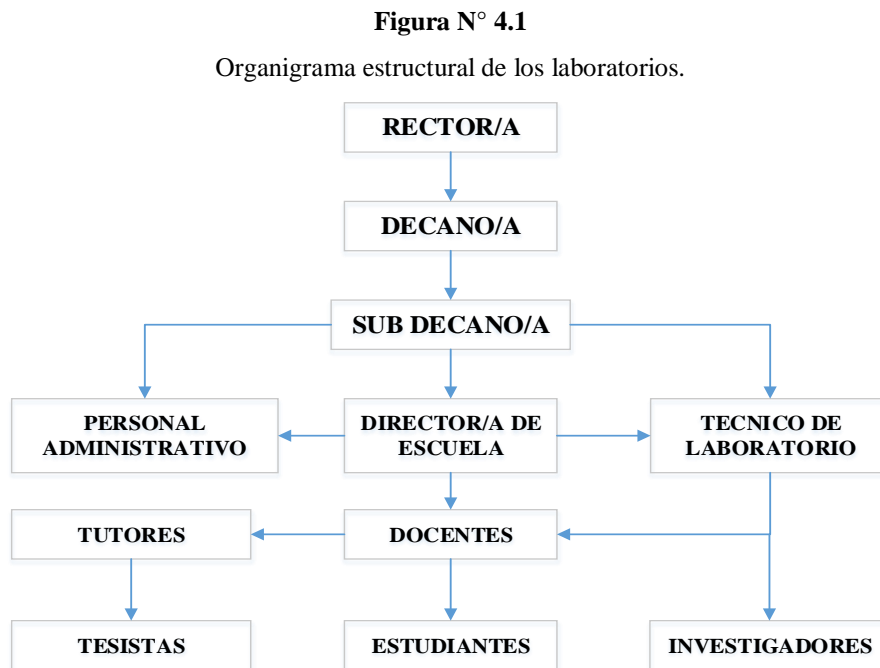 Figura N° 4.1
Organigrama estructural de los laboratorios.
RECTOR/A
DECANO/A
SUB DECANO/A
PERSONAL
ADMINISTRATIVO
DIRECTOR/A DE
ESCUELA
TECNICO DE
LABORATORIO
TUTORES
DOCENTES
TESISTAS
ESTUDIANTES
INVESTIGADORES